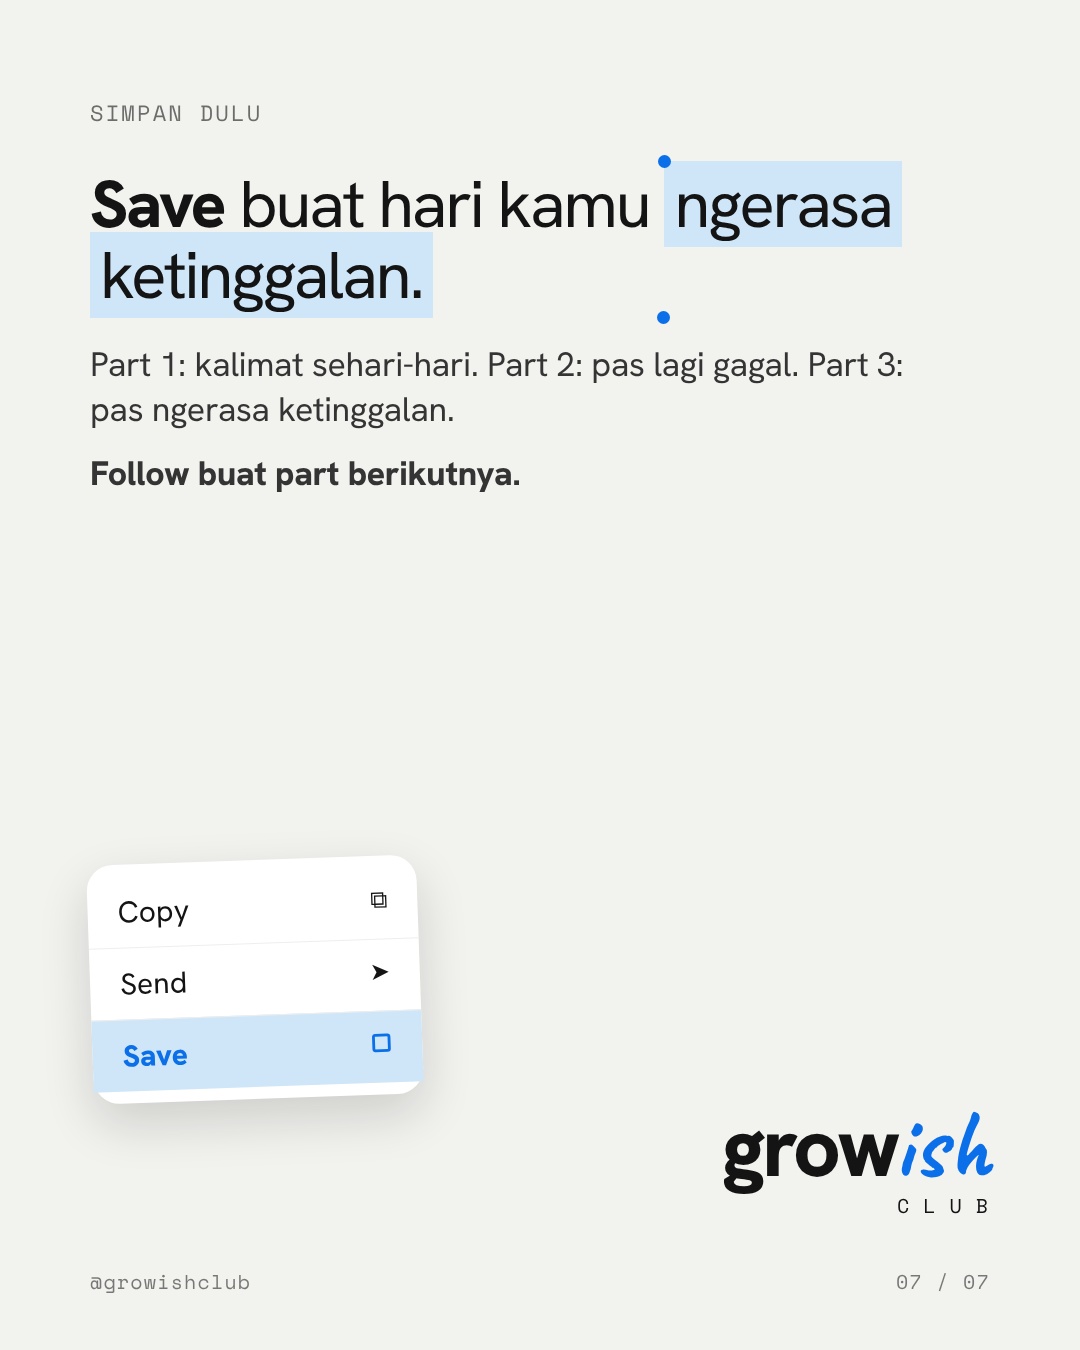 SIMPAN DULU
Save buat hari kamu ngerasa
ketinggalan.
Part 1: kalimat sehari-hari. Part 2: pas lagi gagal. Part 3:
pas ngerasa ketinggalan.
Follow buat part berikutnya.
Copy
Send
Save
growish
CLUB
@growishclub
07 / 07